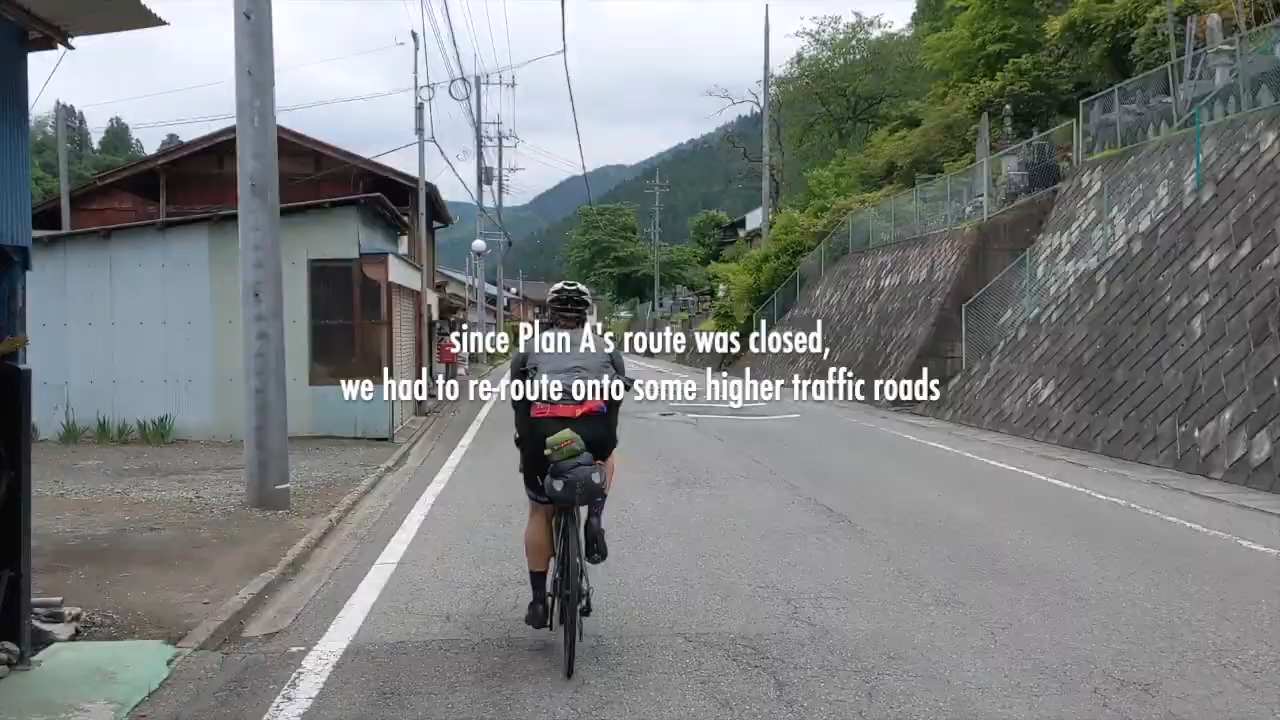 since Plan A's route was closed,
we had to re-route onto some higher traffic roads